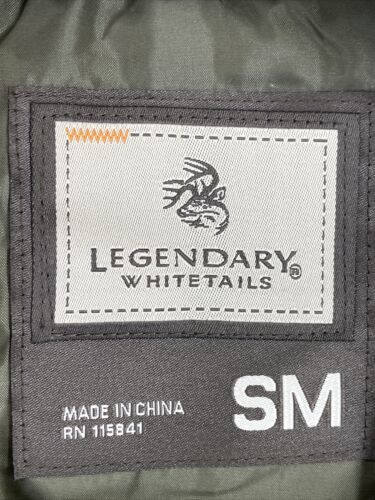 LEGENDARY®
WHITETAILS
MADE IN CHINA
RN 115841
SM